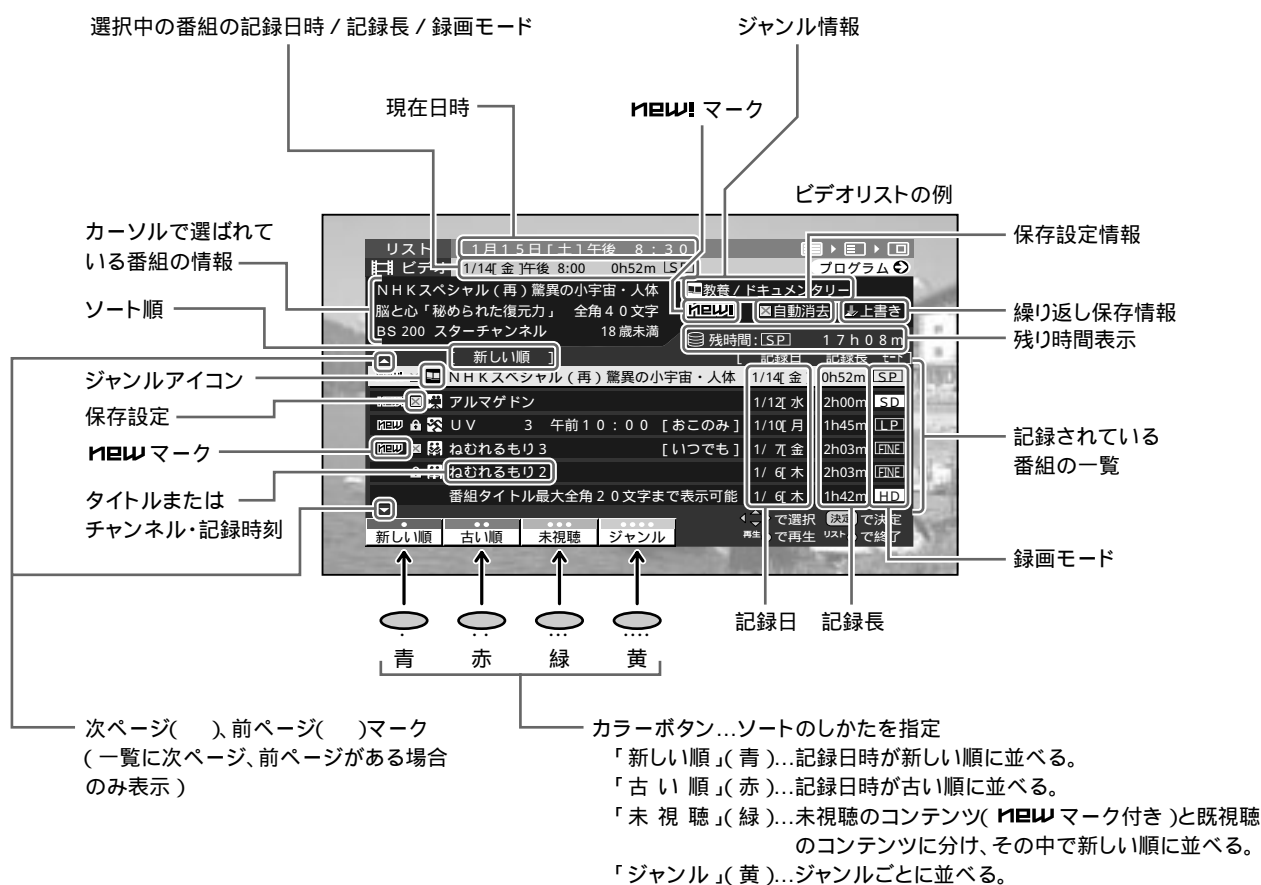 選択中の番組の記録日時 / 記録長 / 録画モード
ジャンル情報
現在日時
new! マーク
ビデオリストの例
カーソルで選ばれて
いる番組の情報
ソート順
ジャンルアイコン
保存設定
new マーク
タイトルまたは
チャンネル・記録時刻
リスト 1月15日[土]午後 8:30
ビデオ 1/14[金]午後 8:00 0h52m SP プログラム
NHKスペシャル(再)驚異の小宇宙・人体 教養/ドキュメンタリー
脳と心「秘められた復元力」 全角40文字 new! 自動消去 上書き
BS 200 スターチャンネル 18歳未満
残時間:SP 17h08m
[ 新しい順 ] [ 記録日 記録長 モード
NHKスペシャル(再)驚異の小宇宙・人体 1/14[金 0h52m SP
アルマゲドン 1/12[水 2h00m SD
new UV 3 午前10:00 [おこのみ] 1/10[月 1h45m LP
new ねむれるもり3 [いつでも] 1/ 7[金 2h03m FINE
ねむれるもり2 1/ 6[木 2h03m FINE
番組タイトル最大全角20文字まで表示可能 1/ 6[木 1h42m HD
で選択 決定 で決定
新しい順 古い順 未視聴 ジャンル 再生 で再生 リスト で終了
保存設定情報
繰り返し保存情報
残り時間表示
記録されている
番組の一覧
録画モード
記録日 記録長
青 赤 緑 黄
次ページ( )、前ページ( )マーク
(一覧に次ページ、前ページがある場合
のみ表示)
カラーボタン…ソートのしかたを指定
「新しい順」(青)…記録日時が新しい順に並べる。
「古い順」(赤)…記録日時が古い順に並べる。
「未視聴」(緑)…未視聴のコンテンツ(new マーク付き)と既視聴
のコンテンツに分け、その中で新しい順に並べる。
「ジャンル」(黄)…ジャンルごとに並べる。